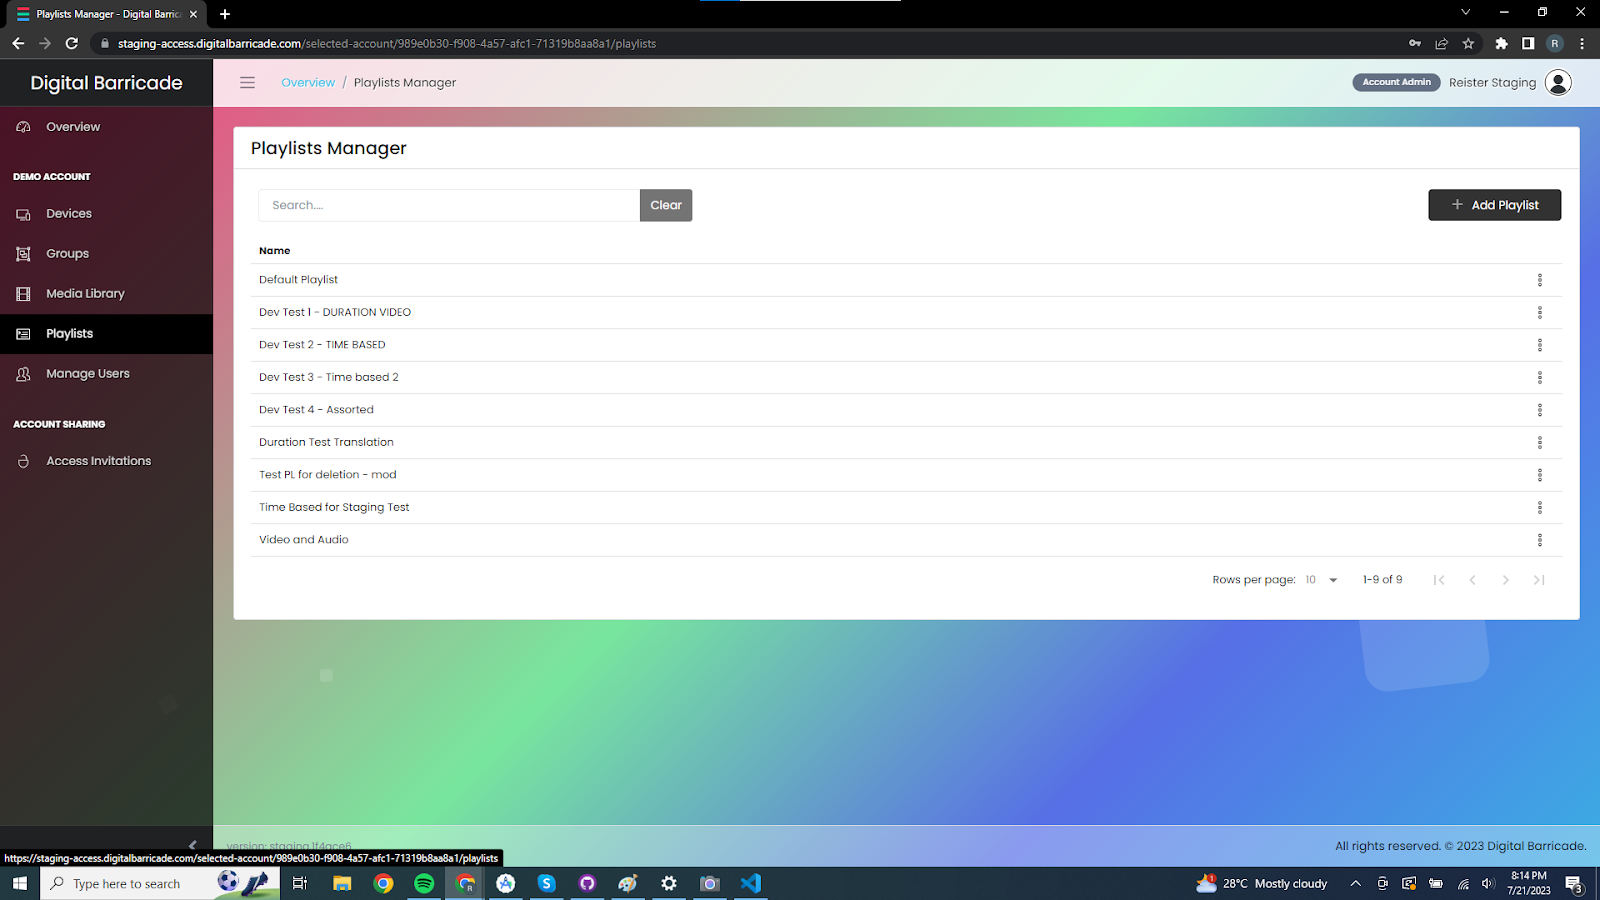 Playlists Manager - Digital Barric
staging-access.digitalbarricade.com/selected-account/989e0b30-f908-4a57-afc1-71319b8aa8a1/playlists
R
Digital Barricade
Overview / Playlists Manager
Account Admin
Reister Staging
Overview
DEMO ACCOUNT
Devices
Groups
Media Library
Playlists
Manage Users
ACCOUNT SHARING
Access Invitations
Playlists Manager
Search....
Clear
+ Add Playlist
Name
Default Playlist
Dev Test 1 - DURATION VIDEO
Dev Test 2 - TIME BASED
Dev Test 3 - Time based 2
Dev Test 4 - Assorted
Duration Test Translation
Test PL for deletion - mod
Time Based for Staging Test
Video and Audio
Rows per page: 10
1-9 of 9
version: staging.1f4ace6
All rights reserved. © 2023 Digital Barricade.
https://staging-access.digitalbarricade.com/selected-account/989e0b30-f908-4a57-afc1-71319b8aa8a1/playlists
Type here to search
28°C Mostly cloudy
8:14 PM
7/21/2023
3